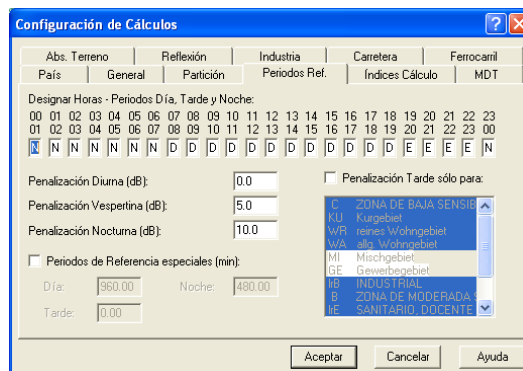 Configuración de Cálculos
Abs. Terreno Reflexión Industria Carretera Ferrocarril
País General Partición Periodos Ref. Índices Cálculo MDT
Designar Horas - Periodos Día, Tarde y Noche:
00 01 02 03 04 05 06 07 08 09 10 11 12 13 14 15 16 17 18 19 20 21 22 23
01 02 03 04 05 06 07 08 09 10 11 12 13 14 15 16 17 18 19 20 21 22 23 00
N N N N N N N D D D D D D D D D D D D E E E E N
Penalización Diurna (dB): 0.0 Penalización Tarde sólo para:
Penalización Vespertina (dB): 5.0
Penalización Nocturna (dB): 10.0
C ZONA DE BAJA SENSIB
KU Kurgebiet
WR reines Wohngebiet
WA allg. Wohngebiet
MI Mischgebiet
GE Gewerbegebiet
IrB INDUSTRIAL
B ZONA DE MODERADA S
IrE SANITARIO, DOCENTE
Periodos de Referencia especiales (min):
Día: 960.00 Noche: 480.00
Tarde: 0.00
Aceptar Cancelar Ayuda